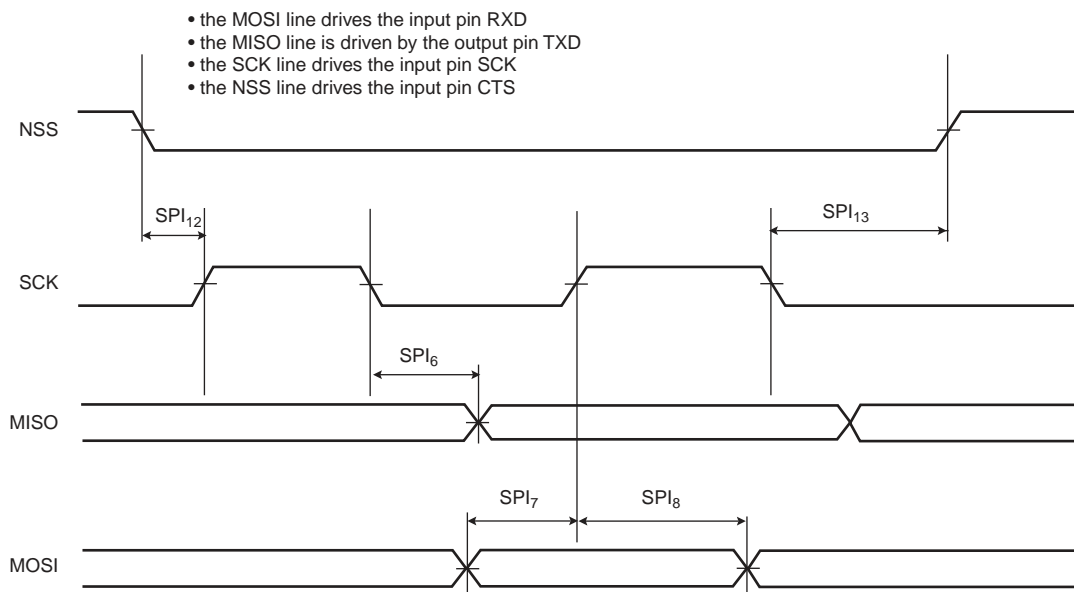 • the MOSI line drives the input pin RXD
• the MISO line is driven by the output pin TXD
• the SCK line drives the input pin SCK
• the NSS line drives the input pin CTS
NSS
SPI12
SPI13
SCK
SPI6
MISO
SPI7
SPI8
MOSI